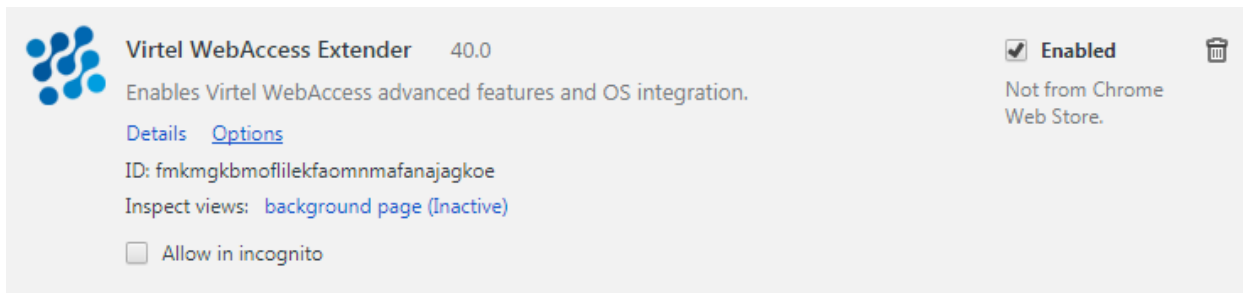 Virtel WebAccess Extender 40.0 Enabled
Enables Virtel WebAccess advanced features and OS integration. Not from Chrome
Web Store.
Details Options
ID: fmkmgkbmoflilekfaomnmafanajagkoe
Inspect views: background page (Inactive)
Allow in incognito